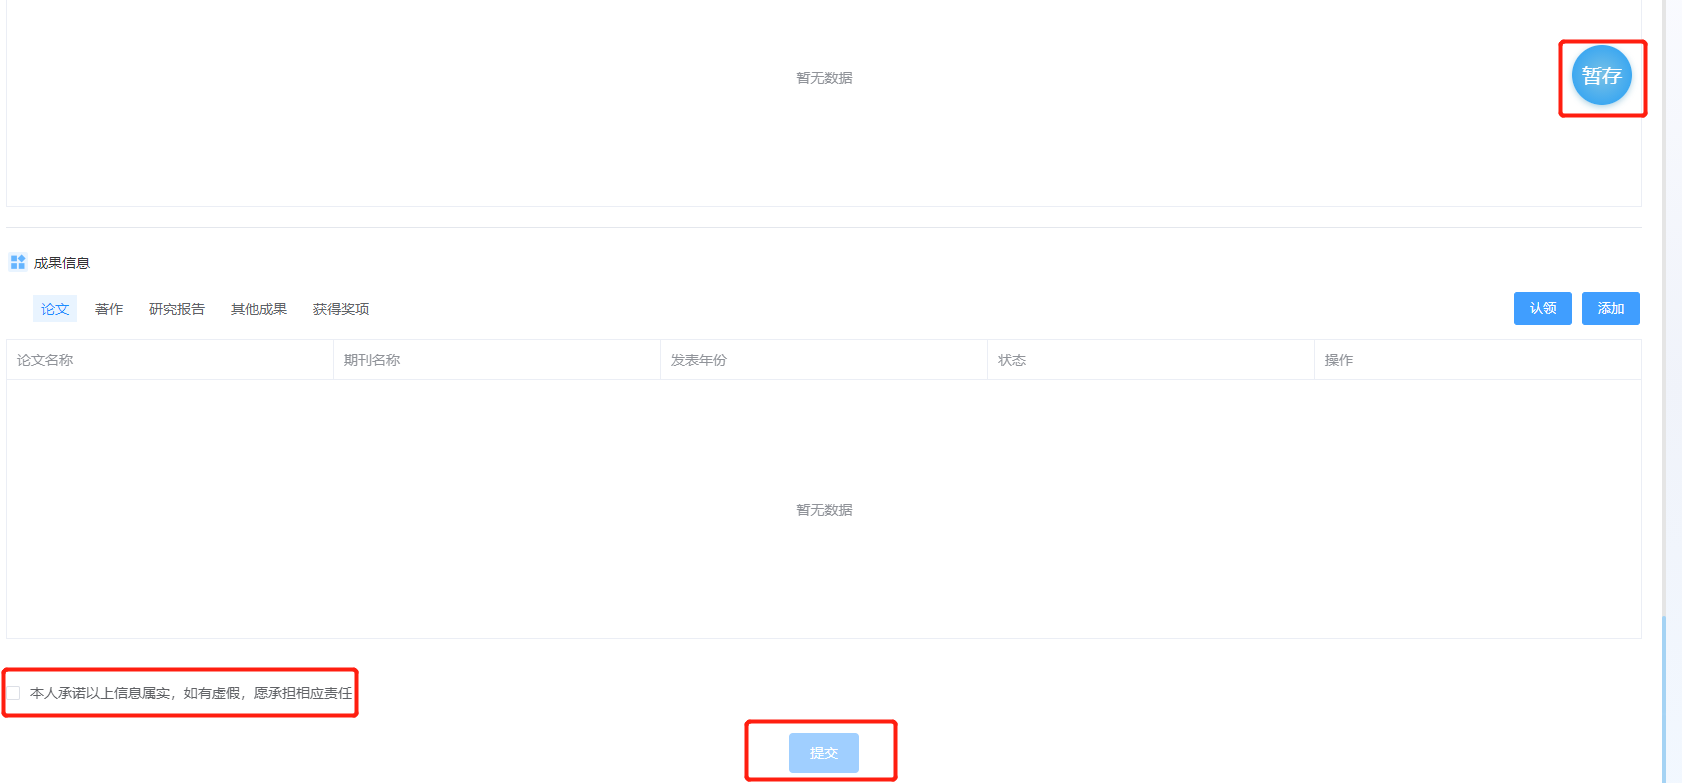 暂无数据
暂存
成果信息
论文 著作 研究报告 其他成果 获得奖项 认领 添加
论文名称 期刊名称 发表年份 状态 操作
暂无数据
本人承诺以上信息属实，如有虚假，愿承担相应责任
提交